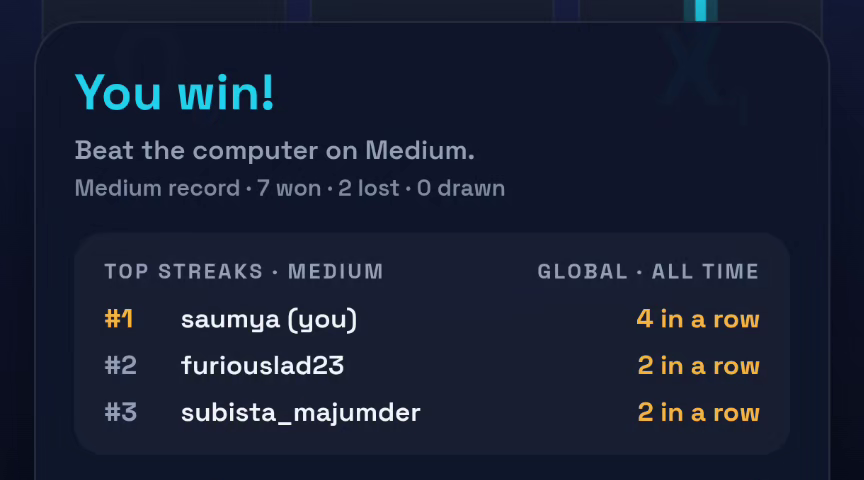 You win!
Beat the computer on Medium.
Medium record · 7 won · 2 lost · 0 drawn
TOP STREAKS · MEDIUM GLOBAL · ALL TIME
#1 saumya (you) 4 in a row
#2 furiouslad23 2 in a row
#3 subista_majumder 2 in a row